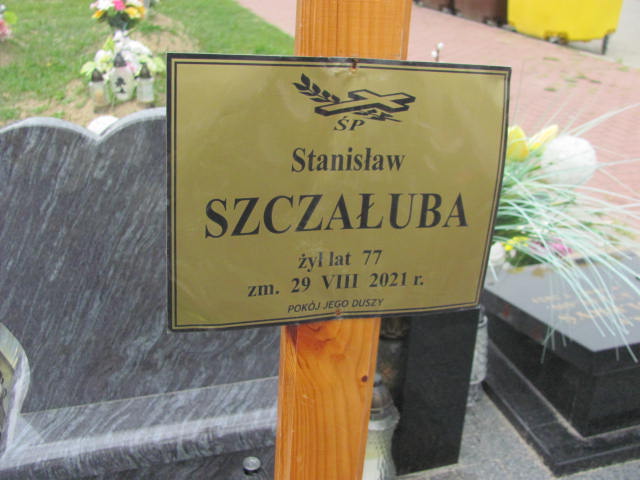 ŚP
Stanisław
SZCZAŁUBA
żył lat 77
zm. 29 VIII 2021 r.
POKÓJ JEGO DUSZY